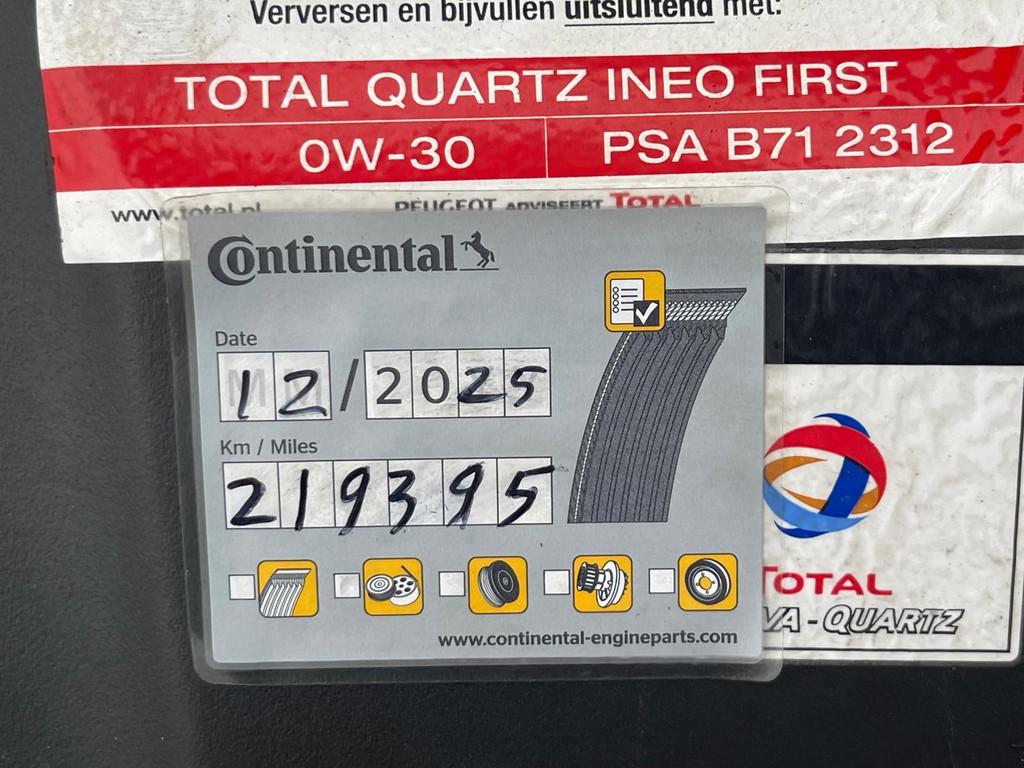 Verversen en bijvullen uitsluitend met:
TOTAL QUARTZ INEO FIRST
0W-30 PSA B71 2312
www.total.nl PEUGEOT ADVISEERT TOTAL
Continental
Date
12/2025
Km / Miles
219395
TOTAL
VA - QUARTZ
www.continental-engineparts.com